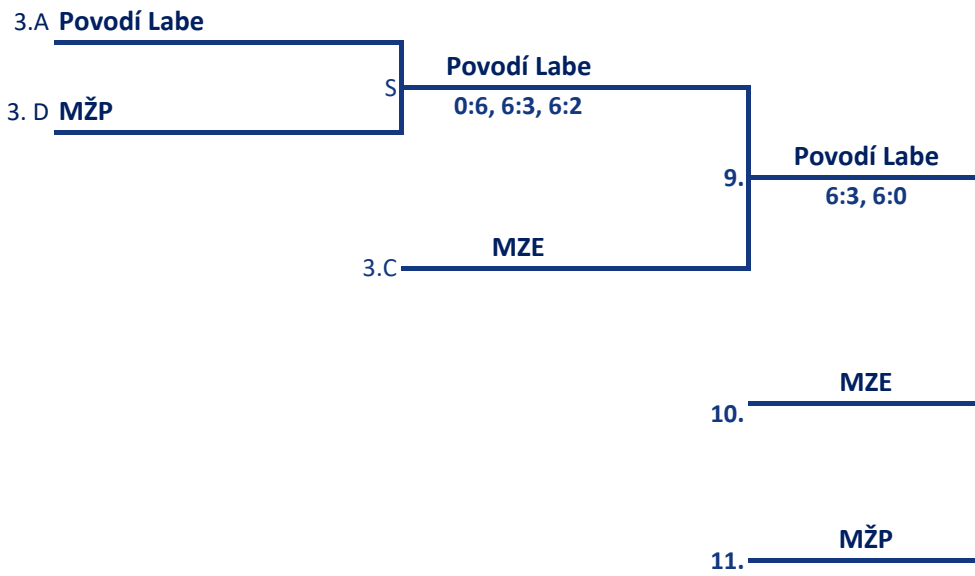 3.A Povodí Labe
Povodí Labe
S
3. D MŽP
0:6, 6:3, 6:2
Povodí Labe
9.
6:3, 6:0
MZE
3.C
MZE
10.
MŽP
11.